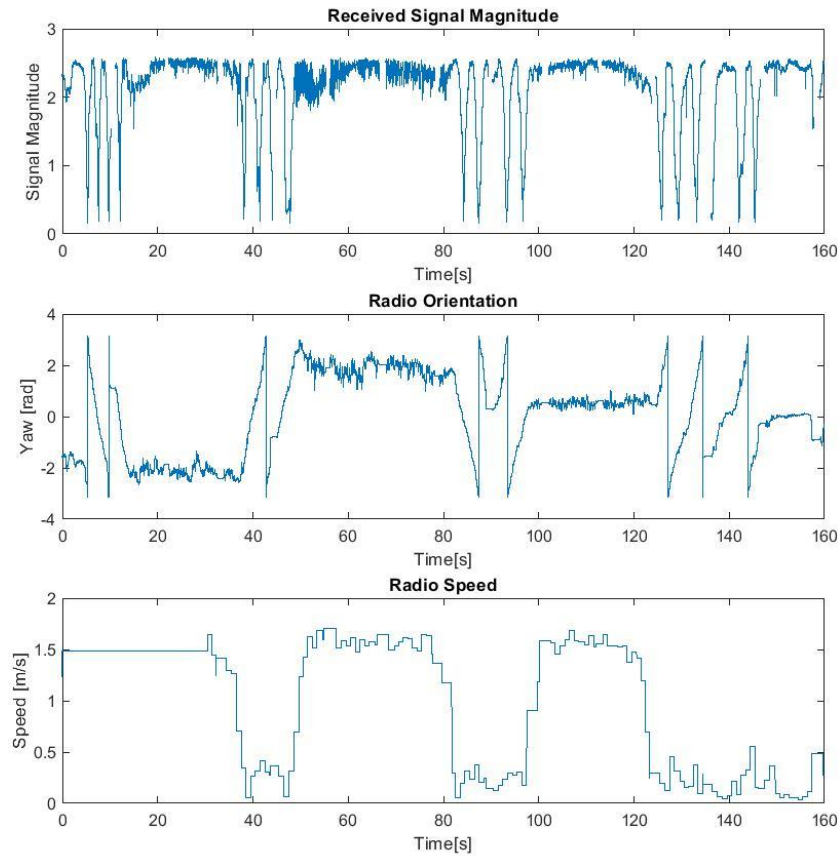 Received Signal Magnitude
3
2
1
0
Signal Magnitude
0 20 40 60 80 100 120 140 160
Time[s]
Radio Orientation
4
2
0
-2
-4
Yaw [rad]
0 20 40 60 80 100 120 140 160
Time[s]
Radio Speed
2
1.5
1
0.5
0
Speed [m/s]
0 20 40 60 80 100 120 140 160
Time[s]